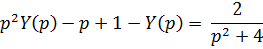 p²Y(p) − p + 1 − Y(p) = 2/(p² + 4)